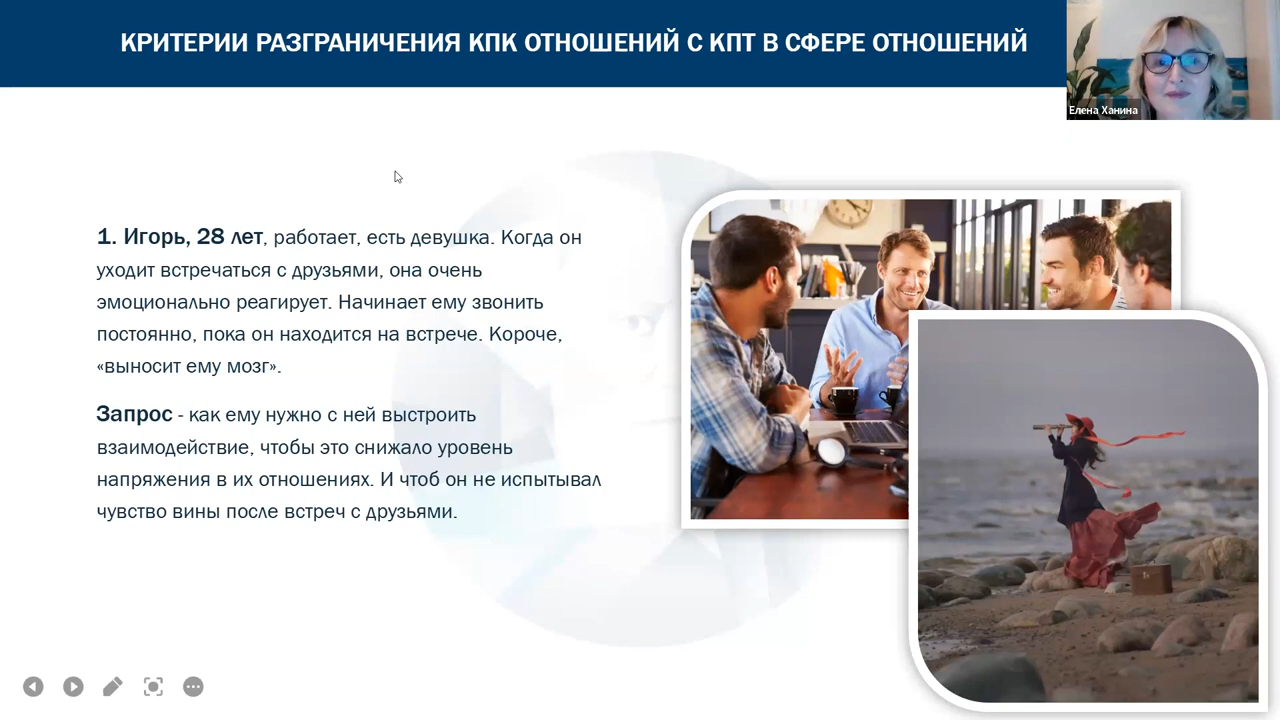 КРИТЕРИИ РАЗГРАНИЧЕНИЯ КПК ОТНОШЕНИЙ С КПТ В СФЕРЕ ОТНОШЕНИЙ
Елена Ханина
1. Игорь, 28 лет, работает, есть девушка. Когда он
уходит встречаться с друзьями, она очень
эмоционально реагирует. Начинает ему звонить
постоянно, пока он находится на встрече. Короче,
«выносит ему мозг».
Запрос - как ему нужно с ней выстроить
взаимодействие, чтобы это снижало уровень
напряжения в их отношениях. И чтоб он не испытывал
чувство вины после встреч с друзьями.